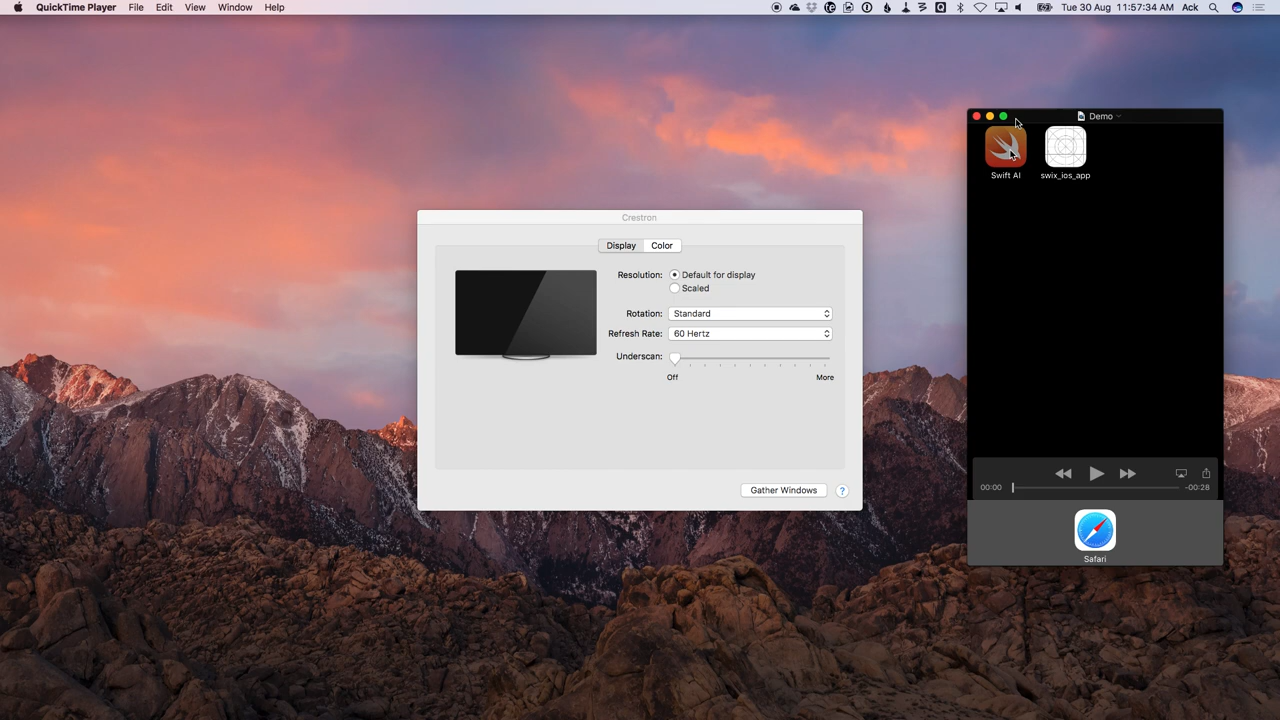 QuickTime Player File Edit View Window Help Tue 30 Aug 11:57:34 AM Ack
Demo
Swift AI swix_ios_app
Crestron
Display Color
Resolution: Default for display
Scaled
Rotation: Standard
Refresh Rate: 60 Hertz
Underscan:
Off More
Gather Windows ?
00:00 -00:28
Safari